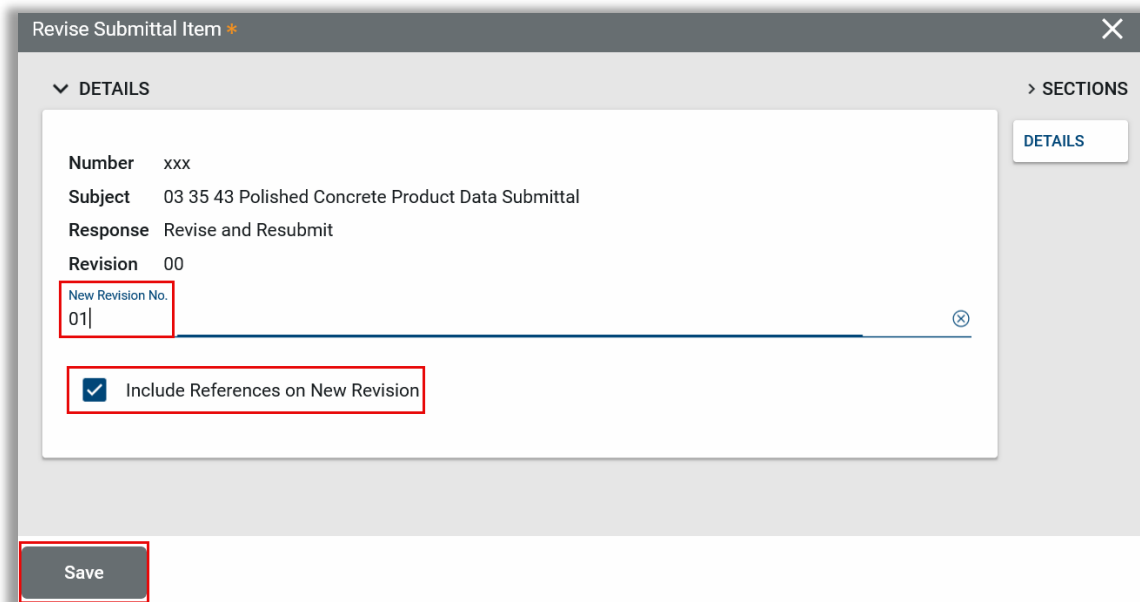 Revise Submittal Item *
DETAILS
SECTIONS
DETAILS
Number xxx
Subject 03 35 43 Polished Concrete Product Data Submittal
Response Revise and Resubmit
Revision 00
New Revision No.
01
Include References on New Revision
Save